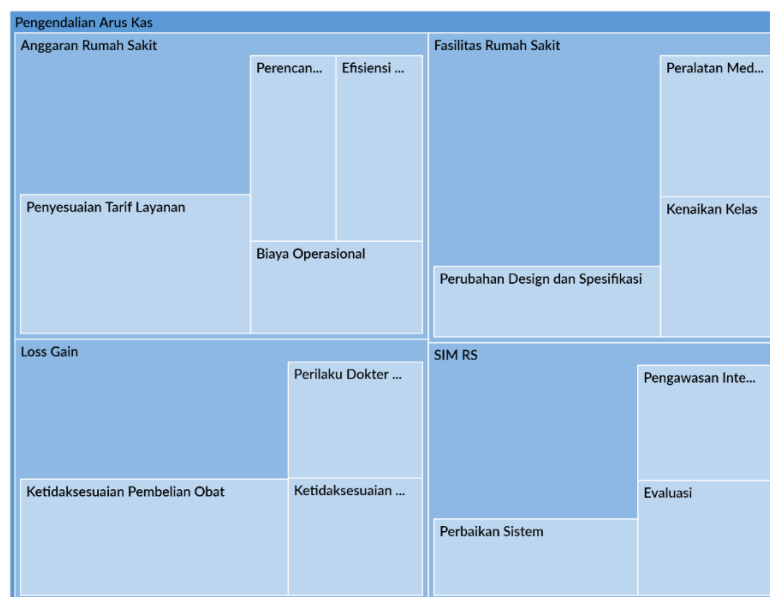 Pengendalian Arus Kas
Anggaran Rumah Sakit
Perencan...
Efisiensi ...
Penyesuaian Tarif Layanan
Biaya Operasional
Fasilitas Rumah Sakit
Peralatan Med...
Kenaikan Kelas
Perubahan Design dan Spesifikasi
Loss Gain
Perilaku Dokter ...
Ketidaksesuaian Pembelian Obat
Ketidaksesuaian ...
SIM RS
Pengawasan Inte...
Evaluasi
Perbaikan Sistem